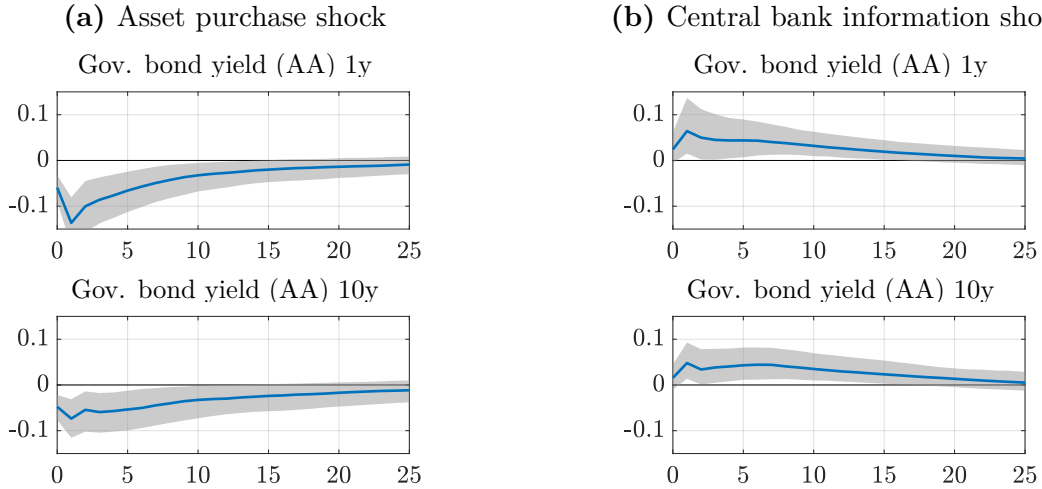 (a) Asset purchase shock
Gov. bond yield (AA) 1y
0.1
0
-0.1
0 5 10 15 20 25
Gov. bond yield (AA) 10y
0.1
0
-0.1
0 5 10 15 20 25
(b) Central bank information sho
Gov. bond yield (AA) 1y
0.1
0
-0.1
0 5 10 15 20 25
Gov. bond yield (AA) 10y
0.1
0
-0.1
0 5 10 15 20 25